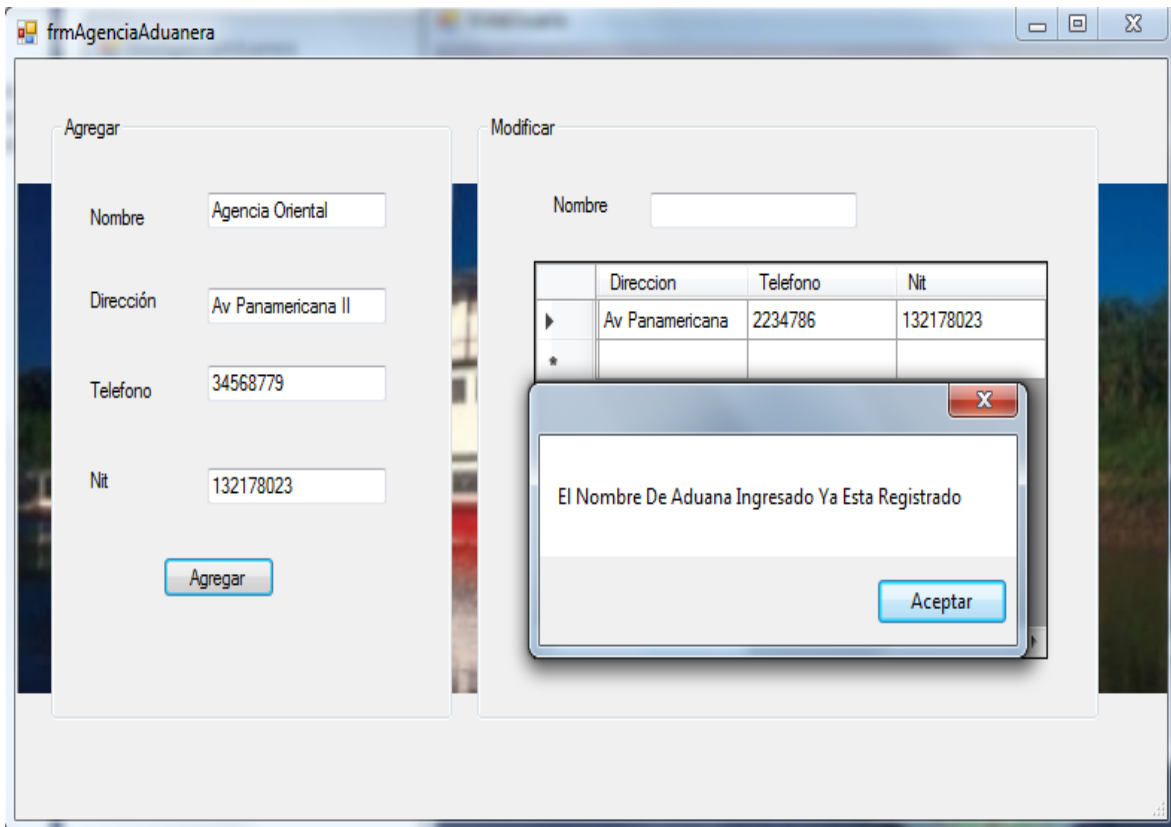 frmAgenciaAduanera
Agregar
Nombre
Agencia Oriental
Dirección
Av Panamericana II
Telefono
34568779
Nit
132178023
Agregar
Modificar
Nombre
Direccion Telefono Nit
Av Panamericana 2234786 132178023
*
El Nombre De Aduana Ingresado Ya Esta Registrado
Aceptar